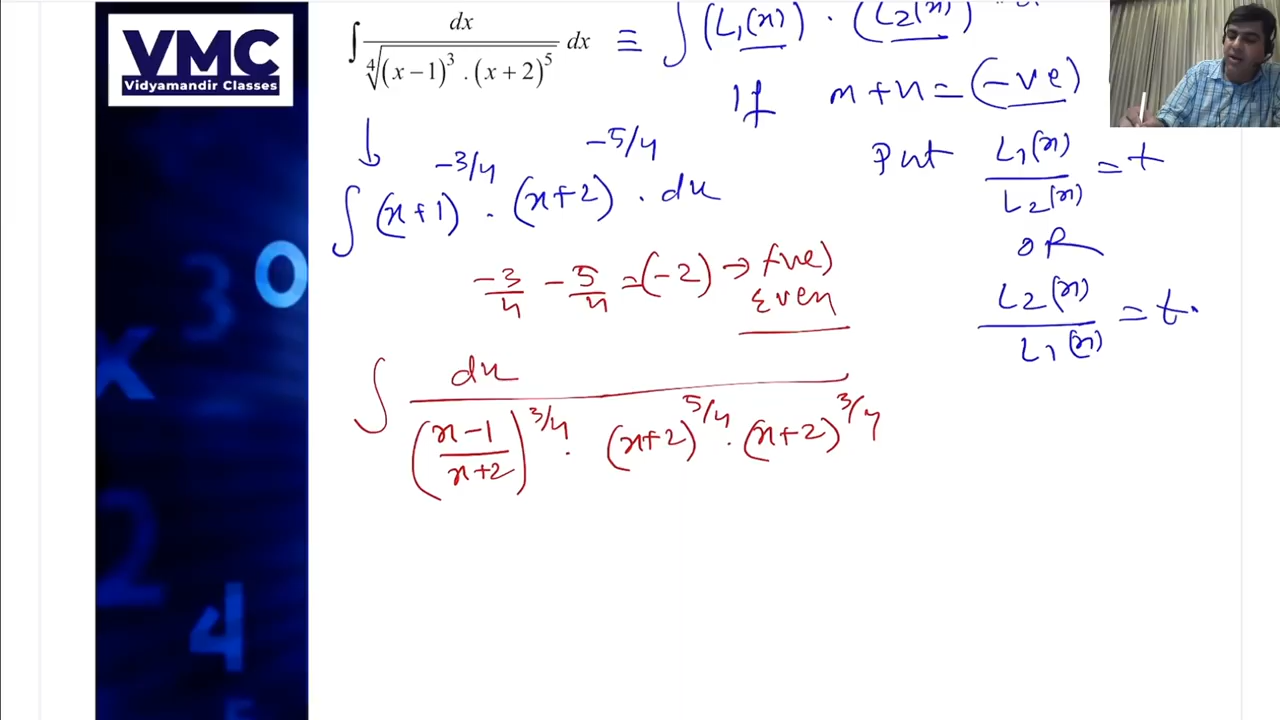 VMC
Vidyamandir Classes
∫ dx / ∜((x−1)^3 . (x+2)^5) dx ≡ ∫ (L1(x)) · (L2(x))
If m+n = (-ve)
Put L1(x)/L2(x) = t
OR
L2(x)/L1(x) = t.
↓
∫ (x+1)^(-3/4) . (x+2)^(-5/4) . dx
-3/4 - 5/4 = (-2) → (-ve)
Even
∫ dx / (((x-1)/(x+2))^(3/4) . (x+2)^(5/4) . (x+2)^(3/4))